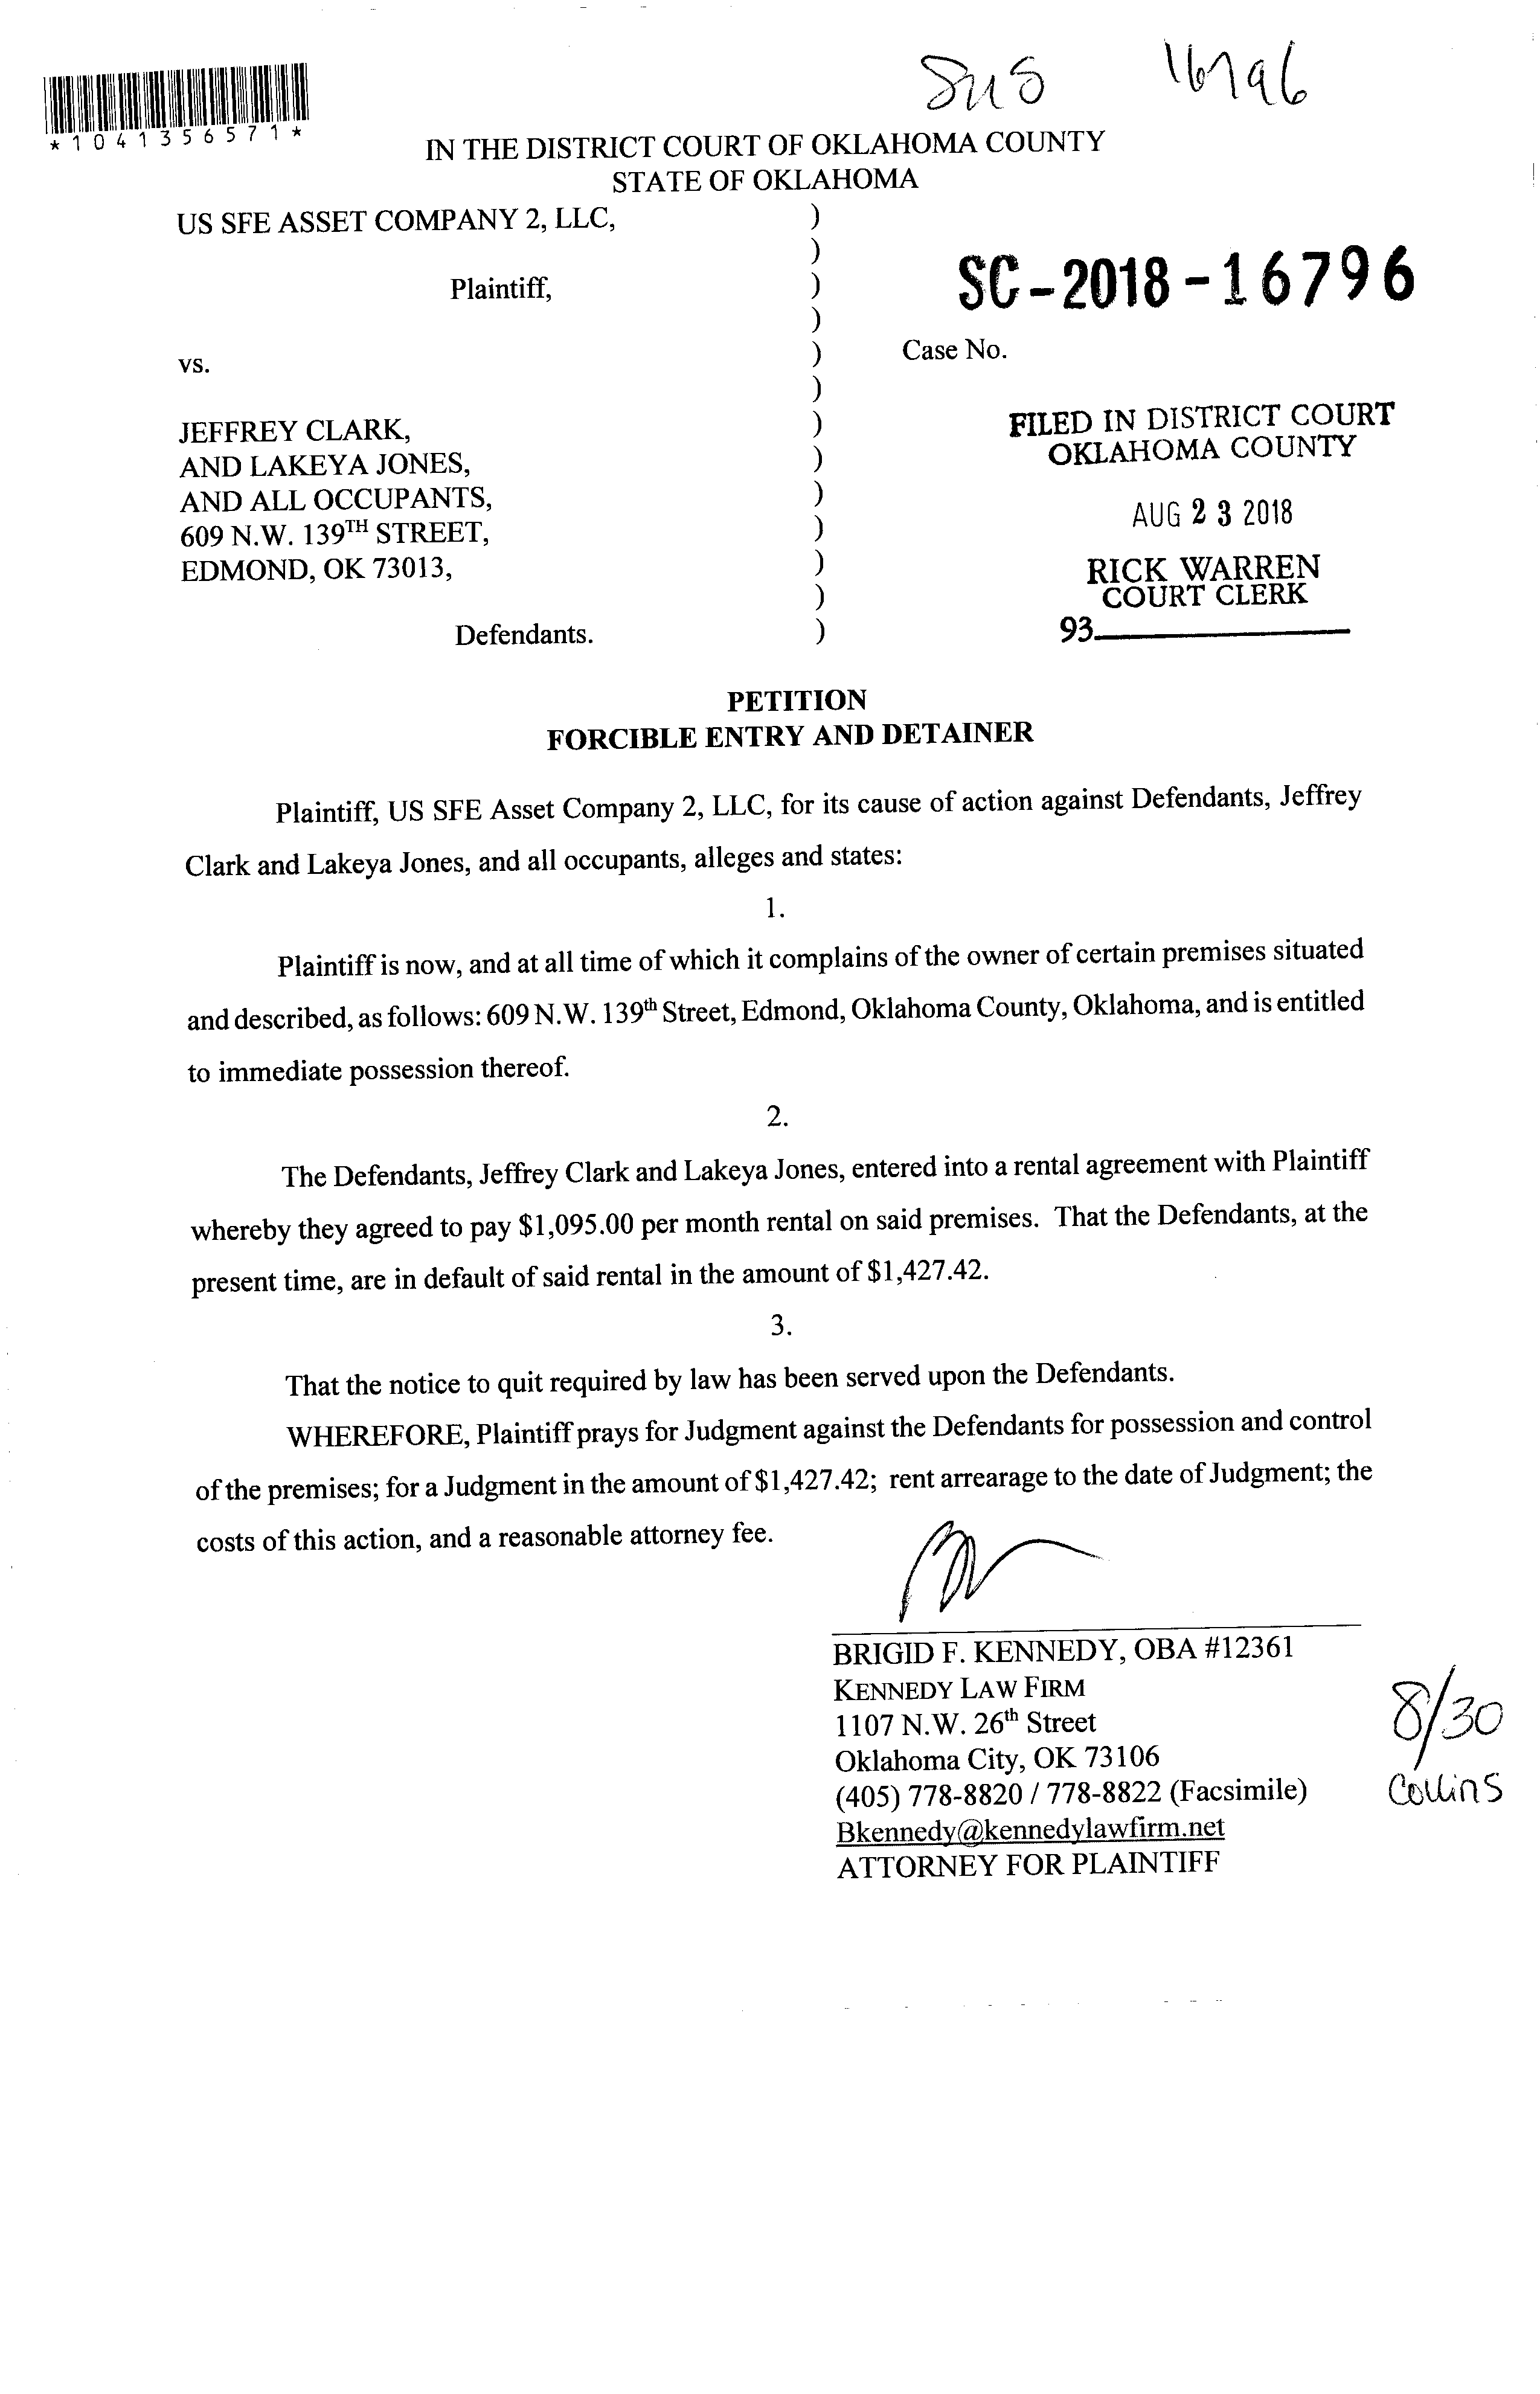 16796
*1041356571*
IN THE DISTRICT COURT OF OKLAHOMA COUNTY
STATE OF OKLAHOMA
US SFE ASSET COMPANY 2, LLC, )
)
Plaintiff, )
)
vs. ) Case No.
SC-2018-16796
)
JEFFREY CLARK, )
AND LAKEYA JONES, )
AND ALL OCCUPANTS, )
609 N.W. 139TH STREET, )
EDMOND, OK 73013, )
)
Defendants. )
FILED IN DISTRICT COURT
OKLAHOMA COUNTY
AUG 23 2018
RICK WARREN
COURT CLERK
93
PETITION
FORCIBLE ENTRY AND DETAINER
Plaintiff, US SFE Asset Company 2, LLC, for its cause of action against Defendants, Jeffrey
Clark and Lakeya Jones, and all occupants, alleges and states:
1.
Plaintiff is now, and at all time of which it complains of the owner of certain premises situated
and described, as follows: 609 N.W. 139th Street, Edmond, Oklahoma County, Oklahoma, and is entitled
to immediate possession thereof.
2.
The Defendants, Jeffrey Clark and Lakeya Jones, entered into a rental agreement with Plaintiff
whereby they agreed to pay $1,095.00 per month rental on said premises. That the Defendants, at the
present time, are in default of said rental in the amount of $1,427.42.
3.
That the notice to quit required by law has been served upon the Defendants.
WHEREFORE, Plaintiff prays for Judgment against the Defendants for possession and control
of the premises; for a Judgment in the amount of $1,427.42; rent arrearage to the date of Judgment; the
costs of this action, and a reasonable attorney fee.
BRIGID F. KENNEDY, OBA #12361
KENNEDY LAW FIRM
1107 N.W. 26th Street
Oklahoma City, OK 73106
(405) 778-8820 / 778-8822 (Facsimile)
Bkennedy@kennedylawfirm.net
ATTORNEY FOR PLAINTIFF
8/30
Collins